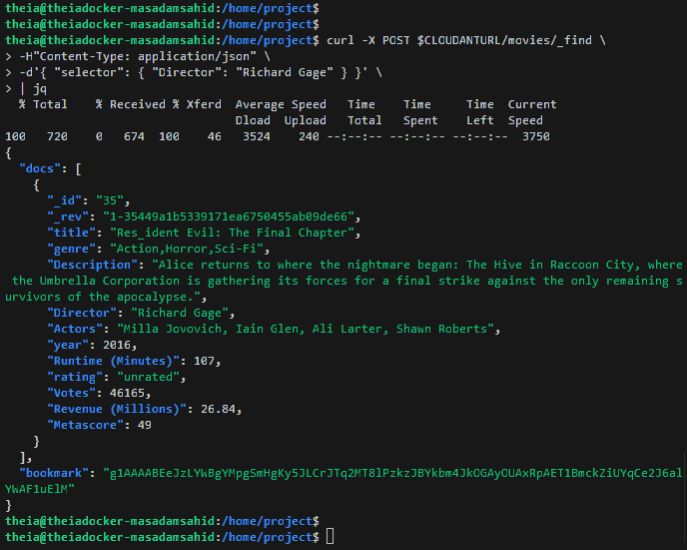 theia@theiadocker-masadamsahid:/home/project$
theia@theiadocker-masadamsahid:/home/project$
theia@theiadocker-masadamsahid:/home/project$ curl -X POST $CLOUDANTURL/movies/_find \
> -H"Content-Type: application/json" \
> -d'{ "selector": { "Director": "Richard Gage" } }' \
> | jq
% Total % Received % Xferd Average Speed Time Time Time Current
Dload Upload Total Spent Left Speed
100 720 0 674 100 46 3524 240 --:--:-- --:--:-- --:--:-- 3750
{
"docs": [
{
"_id": "35",
"_rev": "1-35449a1b5339171ea6750455ab09de66",
"title": "Res_ident Evil: The Final Chapter",
"genre": "Action,Horror,Sci-Fi",
"Description": "Alice returns to where the nightmare began: The Hive in Raccoon City, where
the Umbrella Corporation is gathering its forces for a final strike against the only remaining s
urvivors of the apocalypse.",
"Director": "Richard Gage",
"Actors": "Milla Jovovich, Iain Glen, Ali Larter, Shawn Roberts",
"year": 2016,
"Runtime (Minutes)": 107,
"rating": "unrated",
"Votes": 46165,
"Revenue (Millions)": 26.84,
"Metascore": 49
}
],
"bookmark":
}
theia@theiadocker-masadamsahid:/home/project$
theia@theiadocker-masadamsahid:/home/project$